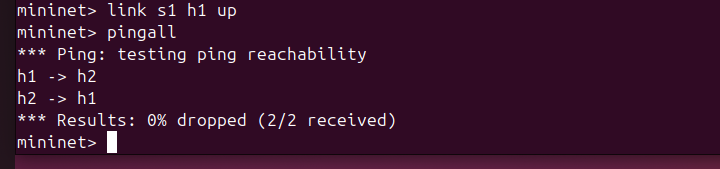 mininet> link s1 h1 up
mininet> pingall
*** Ping: testing ping reachability
h1 -> h2
h2 -> h1
*** Results: 0% dropped (2/2 received)
mininet>